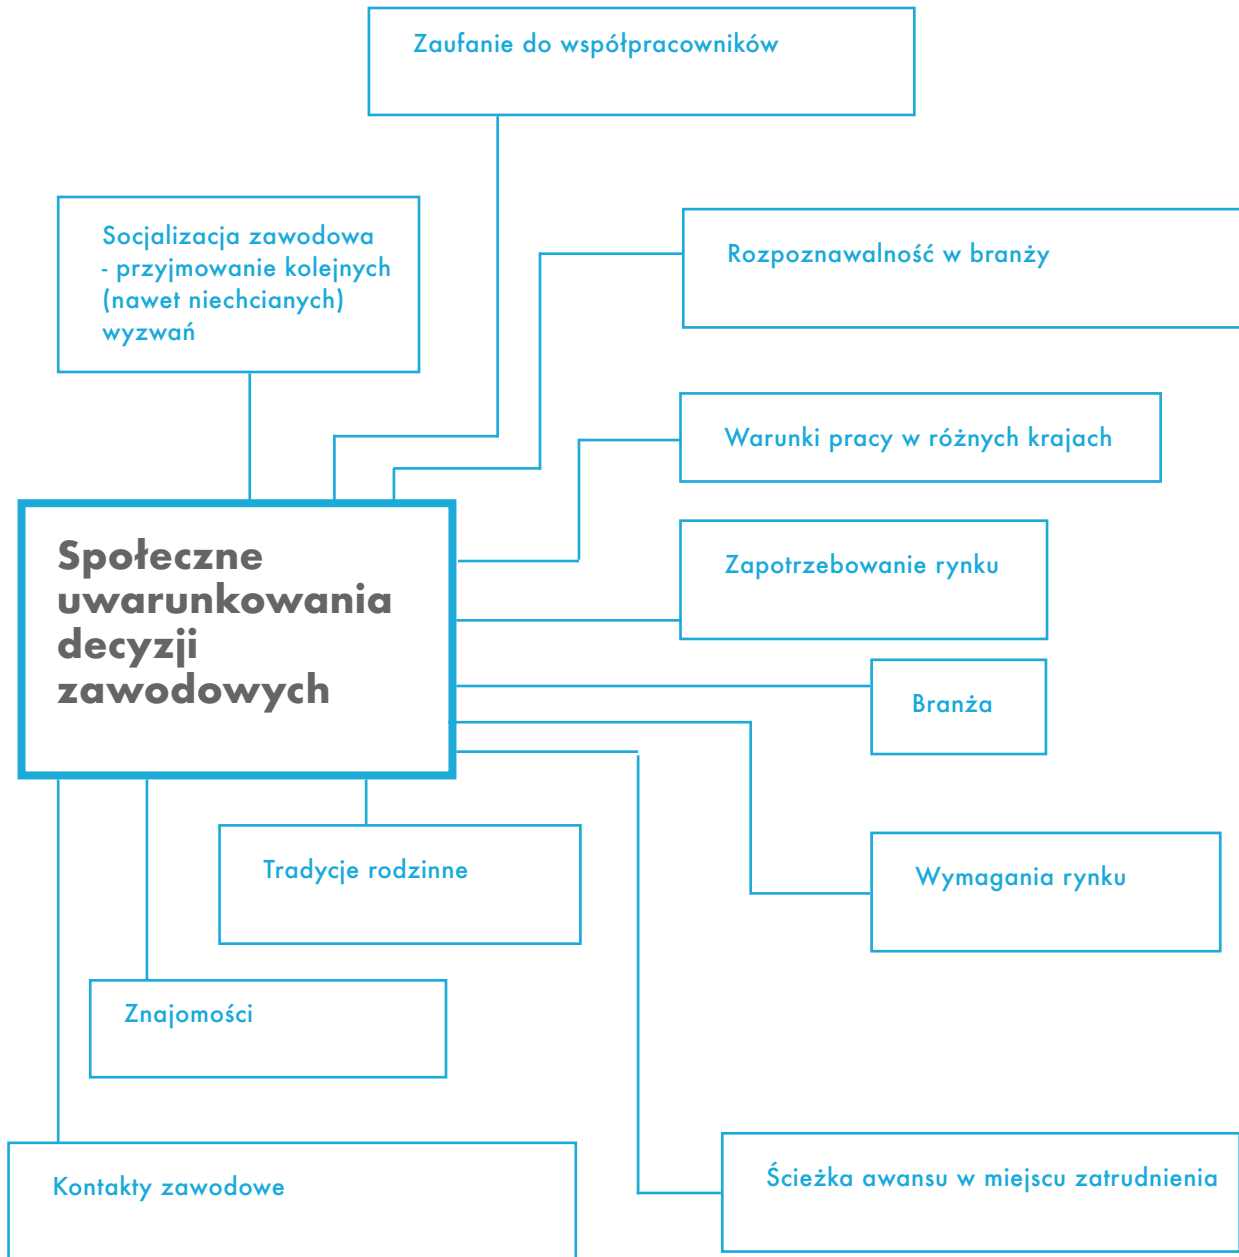 Zaufanie do współpracowników
Socjalizacja zawodowa
- przyjmowanie kolejnych
(nawet niechcianych)
wyzwań
Rozpoznawalność w branży
Warunki pracy w różnych krajach
Społeczne
uwarunkowania
decyzji
zawodowych
Zapotrzebowanie rynku
Branża
Tradycje rodzinne
Wymagania rynku
Znajomości
Kontakty zawodowe
Ścieżka awansu w miejscu zatrudnienia